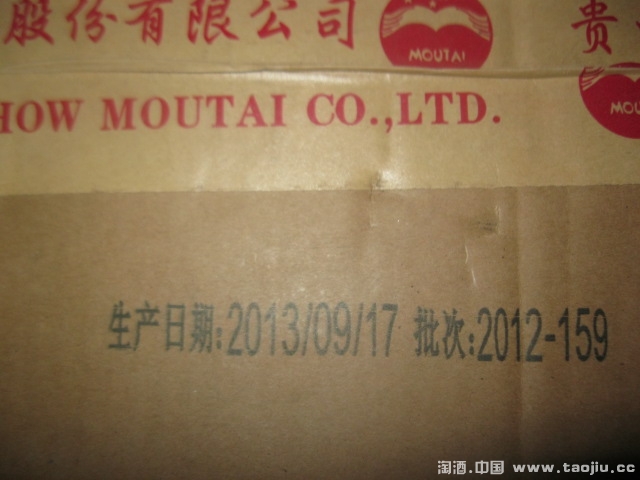 股份有限公司 MOUTAI 贵
HOW MOUTAI CO.,LTD. MOU
生产日期:2013/09/17 批次:2012-159
淘酒.中国 www.taojiu.cc